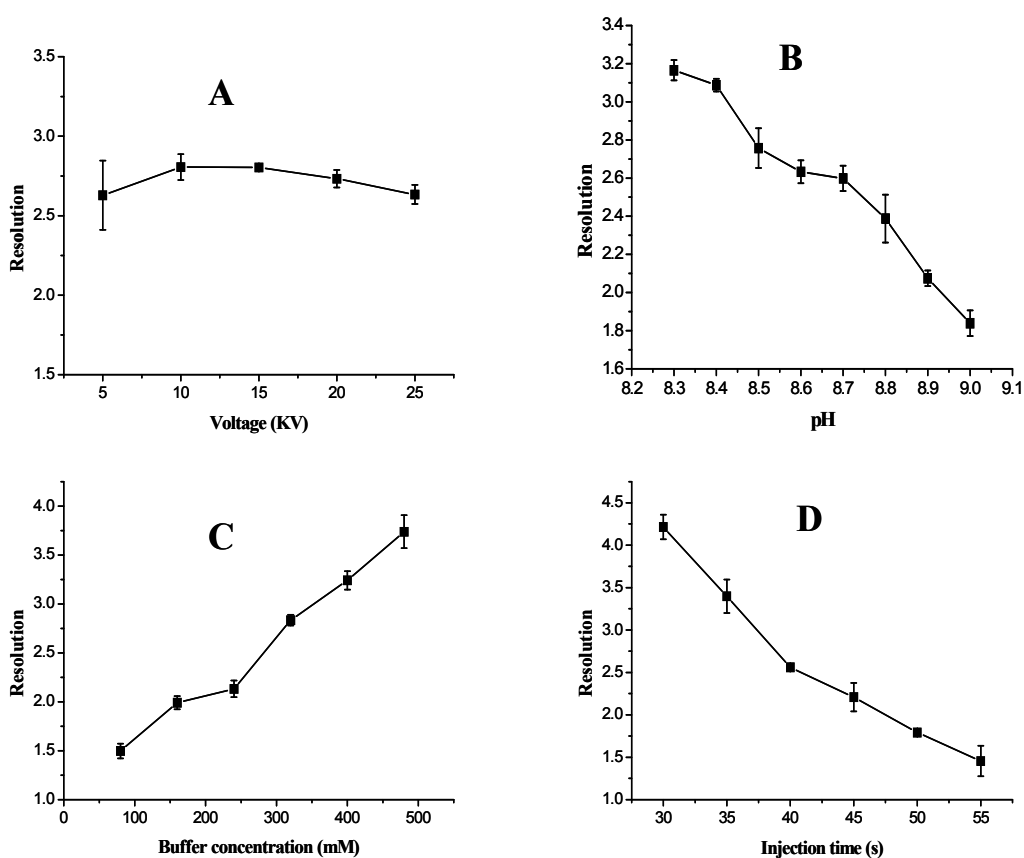 A
3.5
3.0
2.5
2.0
1.5
Resolution
5 10 15 20 25
Voltage (KV)
B
3.4
3.2
3.0
2.8
2.6
2.4
2.2
2.0
1.8
1.6
Resolution
8.2 8.3 8.4 8.5 8.6 8.7 8.8 8.9 9.0 9.1
pH
C
4.0
3.5
3.0
2.5
2.0
1.5
1.0
Resolution
0 100 200 300 400 500
Buffer concentration (mM)
D
4.5
4.0
3.5
3.0
2.5
2.0
1.5
1.0
Resolution
30 35 40 45 50 55
Injection time (s)